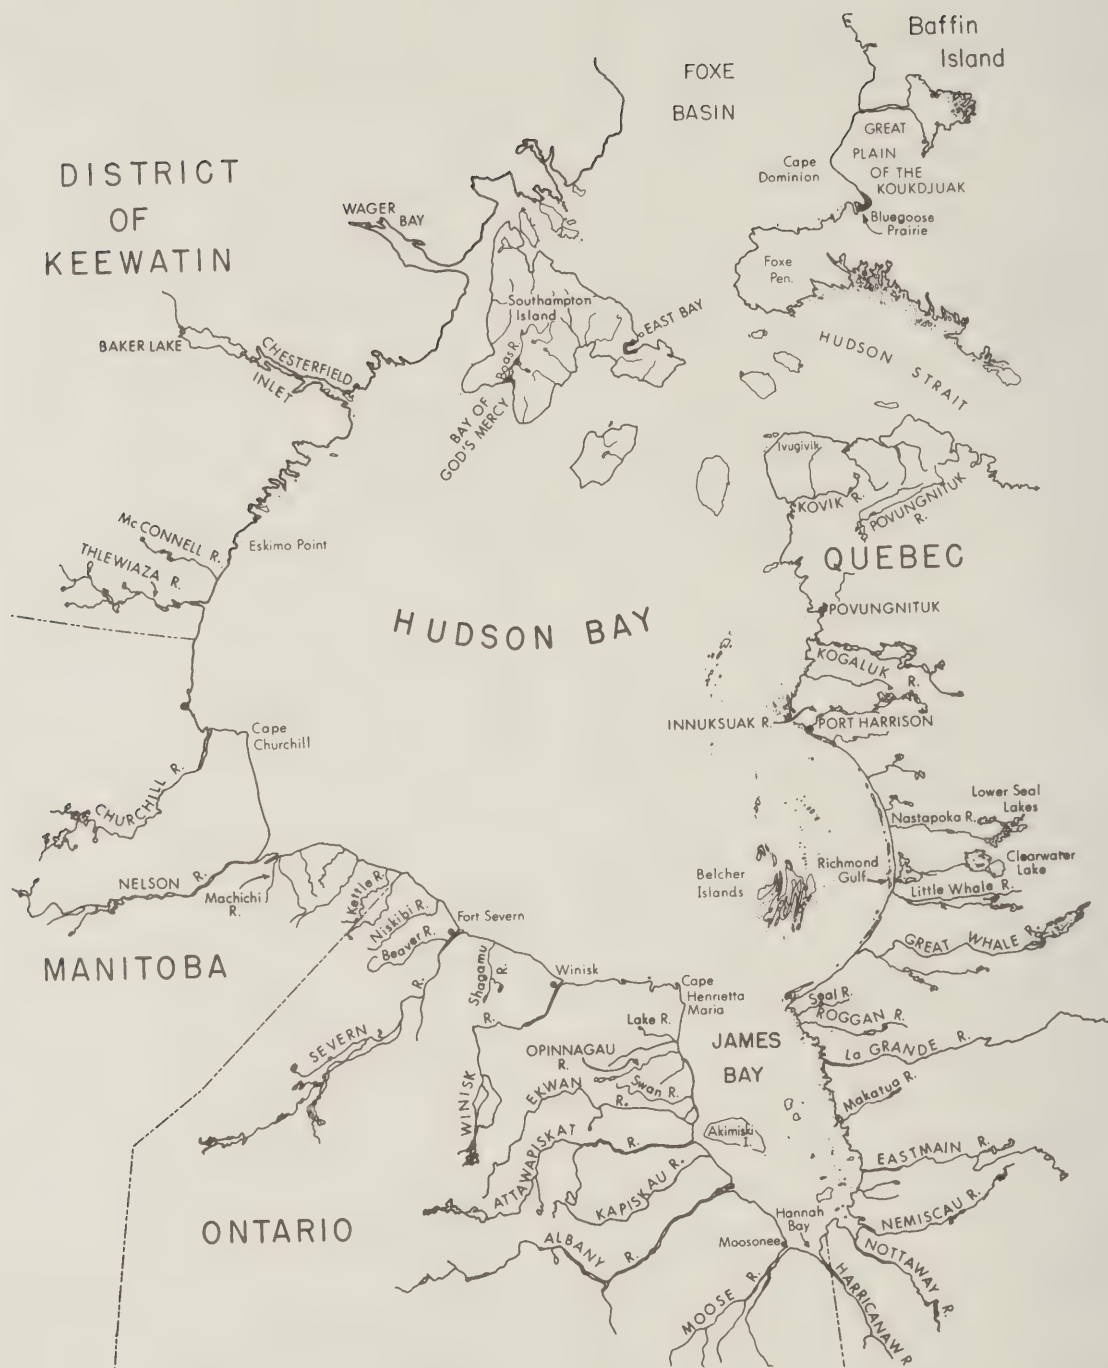 Baffin
Island
FOXE
BASIN
GREAT
PLAIN
OF THE
KOUKDJUAK
Cape
Dominion
Bluegoose
Prairie
DISTRICT
OF
KEEWATIN
WAGER
BAY
Foxe
Pen.
Southampton
Island
EAST BAY
HUDSON STRAIT
BAKER LAKE
CHESTERFIELD
INLET
Boas R.
BAY OF
GOD'S MERCY
Ivugivik
KOVIK R.
POVUNGNITUK
R.
McCONNELL R.
Eskimo Point
THLEWIAZA R.
QUEBEC
HUDSON BAY
POVUNGNITUK
KOGALUK
R.
INNUKSUAK R.
PORT HARRISON
Cape
Churchill
CHURCHILL R.
Lower Seal
Lakes
Nastapoka R.
Richmond
Gulf
Clearwater
Lake
Belcher
Islands
Little Whale R.
NELSON R.
Machichi
R.
Kettle R.
Niskibi R.
Fort Severn
Beaver R.
GREAT WHALE R.
MANITOBA
Shagamu
R.
Winisk
Cape
Henrietta
Maria
Seal R.
ROGGAN R.
SEVERN R.
Lake R.
JAMES
BAY
La GRANDE R.
OPINNAGAU
R.
WINISK R.
EKWAN R.
Swan R.
Makatua R.
Akimiski
I.
ATTAWAPISKAT R.
EASTMAIN R.
KAPISKAU R.
Hannah
Bay
NEMISCAU R.
ONTARIO
ALBANY R.
Moosonee
NOTTAWAY R.
MOOSE R.
HARRICANAW R